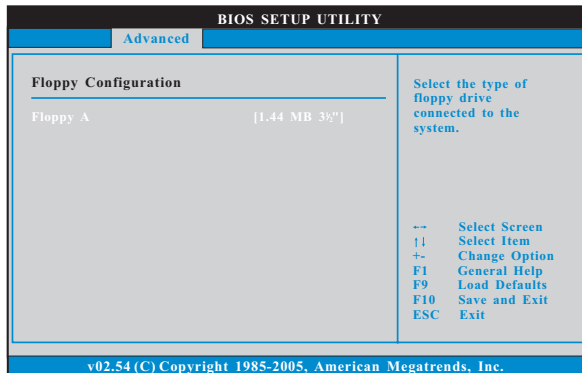 BIOS SETUP UTILITY
Advanced
Floppy Configuration
Floppy A [1.44 MB 3½"]
Select the type of
floppy drive
connected to the
system.
←→ Select Screen
↑↓ Select Item
+- Change Option
F1 General Help
F9 Load Defaults
F10 Save and Exit
ESC Exit
v02.54 (C) Copyright 1985-2005, American Megatrends, Inc.